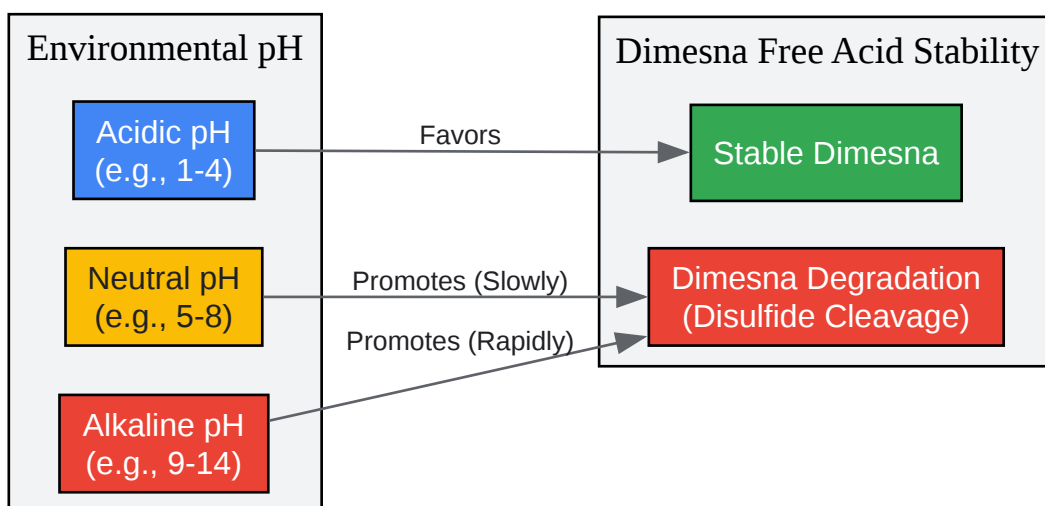 Environmental pH
Acidic pH
(e.g., 1-4)
Neutral pH
(e.g., 5-8)
Alkaline pH
(e.g., 9-14)
Favors
Promotes (Slowly)
Promotes (Rapidly)
Dimesna Free Acid Stability
Stable Dimesna
Dimesna Degradation
(Disulfide Cleavage)